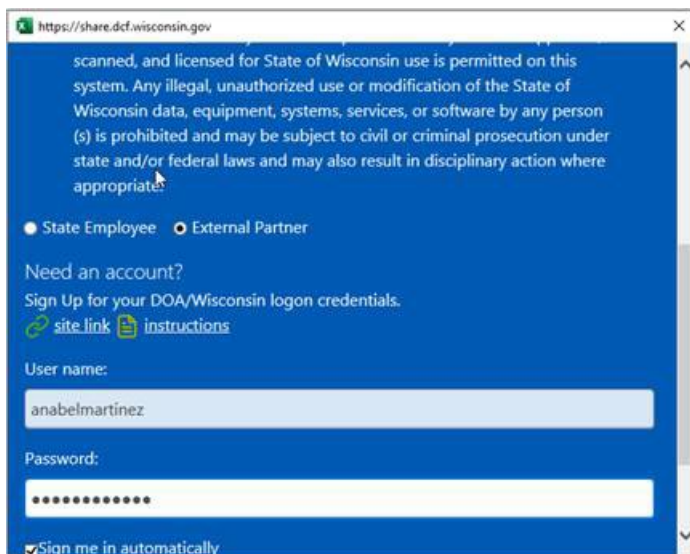 https://share.dcf.wisconsin.gov
scanned, and licensed for State of Wisconsin use is permitted on this
system. Any illegal, unauthorized use or modification of the State of
Wisconsin data, equipment, systems, services, or software by any person
(s) is prohibited and may be subject to civil or criminal prosecution under
state and/or federal laws and may also result in disciplinary action where
appropriate.
State Employee External Partner
Need an account?
Sign Up for your DOA/Wisconsin logon credentials.
site link instructions
User name:
anabelmartinez
Password:
••••••••••••
Sign me in automatically